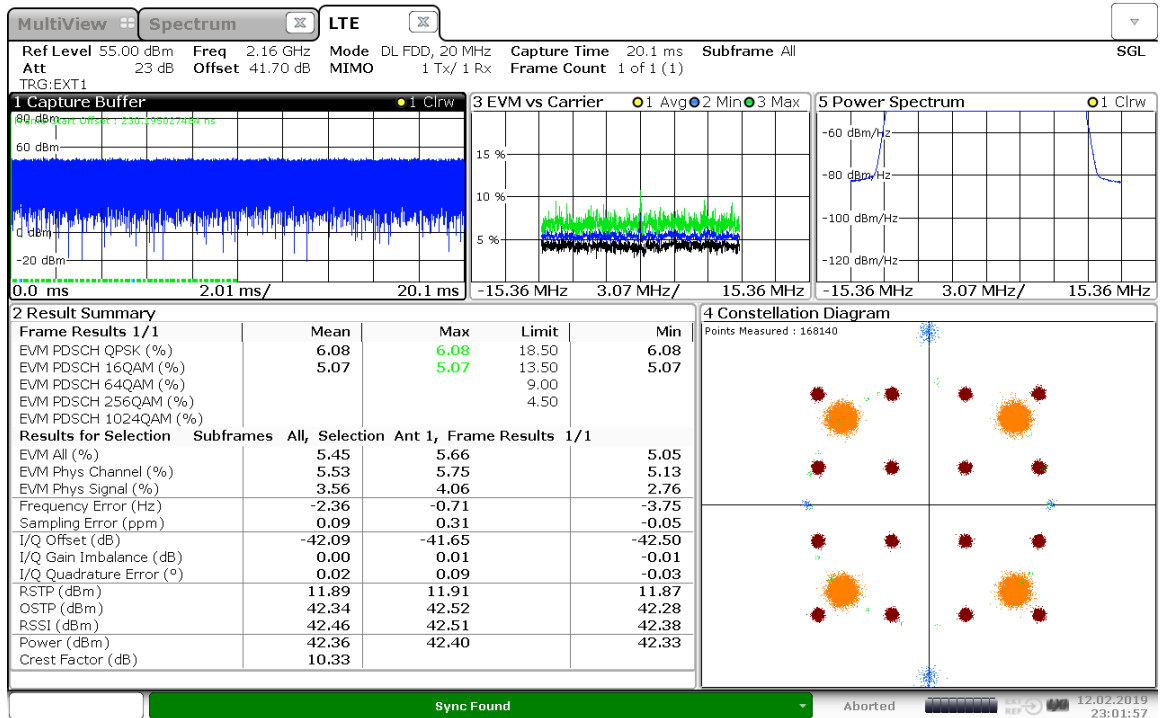 MultiView
Spectrum
LTE
Ref Level 55.00 dBm Freq 2.16 GHz Mode DL FDD, 20 MHz Capture Time 20.1 ms Subframe All SGL
Att 23 dB Offset 41.70 dB MIMO 1 Tx/ 1 Rx Frame Count 1 of 1 (1)
TRG:EXT1
1 Capture Buffer 1 Clrw
80 dBm
Frame Start Offset : 230.195027484 ns
60 dBm
0 dBm
-20 dBm
0.0 ms 2.01 ms/ 20.1 ms
3 EVM vs Carrier 1 Avg 2 Min 3 Max
15 %
10 %
5 %
-15.36 MHz 3.07 MHz/ 15.36 MHz
5 Power Spectrum 1 Clrw
-60 dBm/Hz
-80 dBm/Hz
-100 dBm/Hz
-120 dBm/Hz
-15.36 MHz 3.07 MHz/ 15.36 MHz
2 Result Summary
Frame Results 1/1 Mean Max Limit Min
EVM PDSCH QPSK (%) 6.08 6.08 18.50 6.08
EVM PDSCH 16QAM (%) 5.07 5.07 13.50 5.07
EVM PDSCH 64QAM (%) 9.00
EVM PDSCH 256QAM (%) 4.50
EVM PDSCH 1024QAM (%)
Results for Selection Subframes All, Selection Ant 1, Frame Results 1/1
EVM All (%) 5.45 5.66 5.05
EVM Phys Channel (%) 5.53 5.75 5.13
EVM Phys Signal (%) 3.56 4.06 2.76
Frequency Error (Hz) -2.36 -0.71 -3.75
Sampling Error (ppm) 0.09 0.31 -0.05
I/Q Offset (dB) -42.09 -41.65 -42.50
I/Q Gain Imbalance (dB) 0.00 0.01 -0.01
I/Q Quadrature Error (º) 0.02 0.09 -0.03
RSTP (dBm) 11.89 11.91 11.87
OSTP (dBm) 42.34 42.52 42.28
RSSI (dBm) 42.46 42.51 42.38
Power (dBm) 42.36 42.40 42.33
Crest Factor (dB) 10.33
4 Constellation Diagram
Points Measured : 168140
Sync Found
Aborted
EXT
REF
12.02.2019
23:01:57